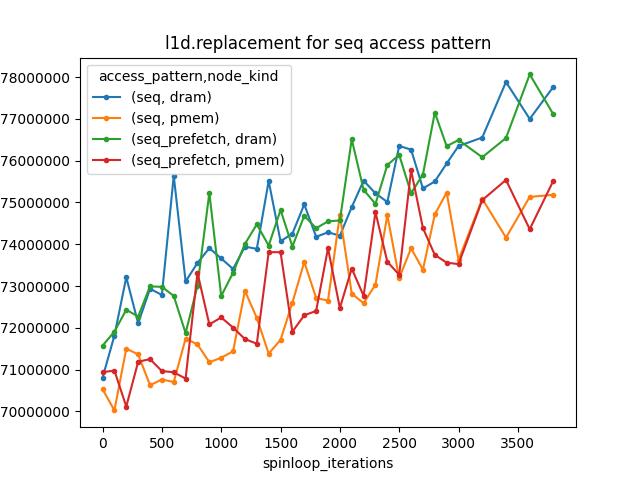 l1d.replacement for seq access pattern
access_pattern,node_kind
(seq, dram)
(seq, pmem)
(seq_prefetch, dram)
(seq_prefetch, pmem)
78000000
77000000
76000000
75000000
74000000
73000000
72000000
71000000
70000000
0 500 1000 1500 2000 2500 3000 3500
spinloop_iterations